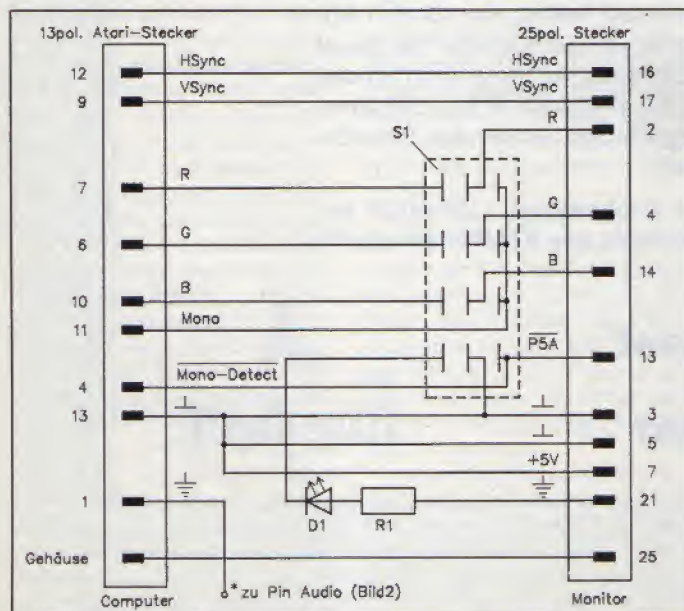 13pol. Atari-Stecker
25pol. Stecker
12
HSync
HSync
16
9
VSync
VSync
17
R
2
S1
7
R
G
4
6
G
B
14
10
B
11
Mono
P5A
13
4
Mono-Detect
13
3
5
+5V
7
1
21
D1
R1
Gehäuse
25
Computer
* zu Pin Audio (Bild2)
Monitor